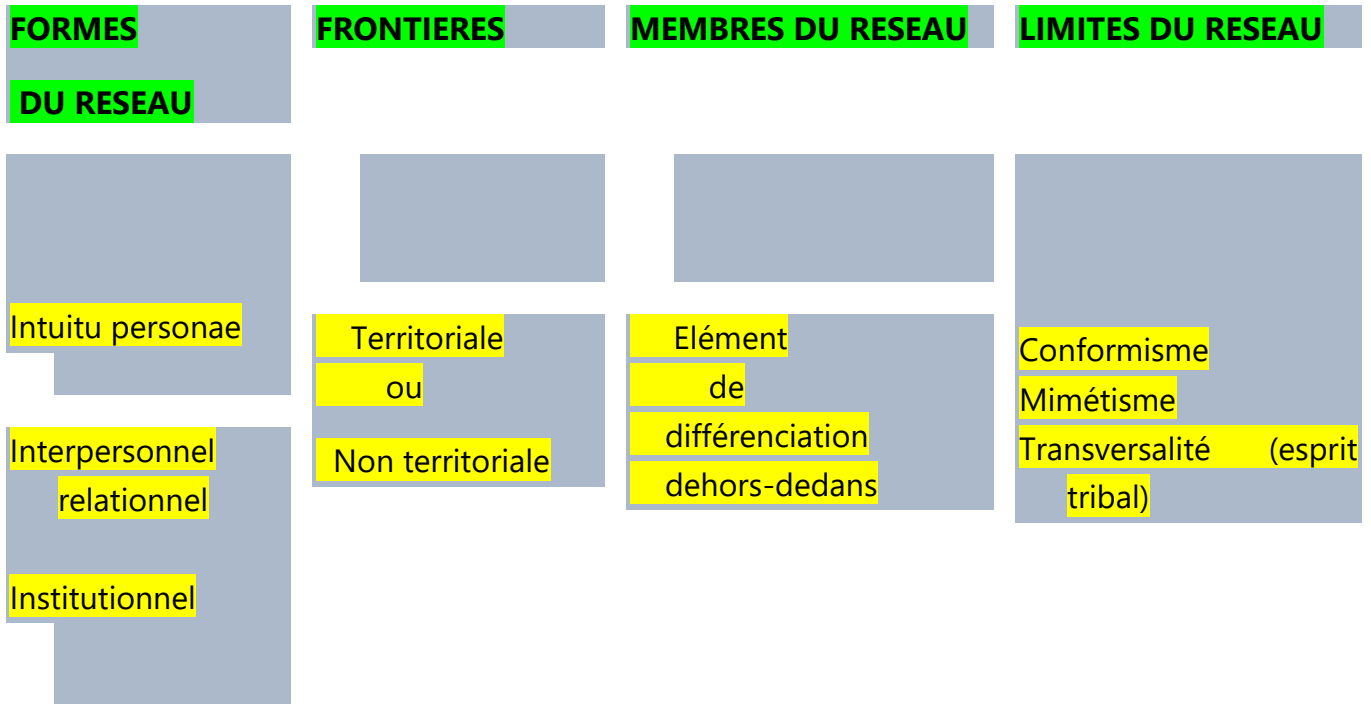 FORMES
DU RESEAU
FRONTIERES
MEMBRES DU RESEAU
LIMITES DU RESEAU
Intuitu personae
Interpersonnel
relationnel
Institutionnel
Territoriale
ou
Non territoriale
Elément
de
différenciation
dehors-dedans
Conformisme
Mimétisme
Transversalité (esprit
tribal)